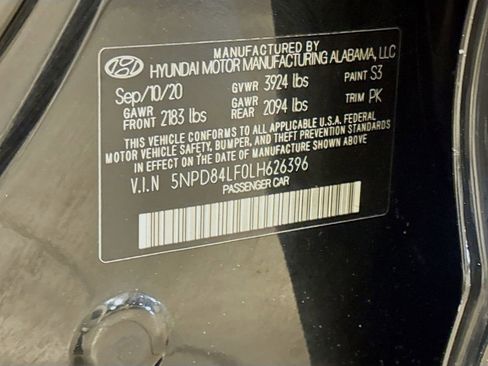 MANUFACTURED BY
HYUNDAI MOTOR MANUFACTURING ALABAMA, LLC
Sep/10/20 GVWR 3924 lbs PAINT S3
GAWR FRONT 2183 lbs GAWR REAR 2094 lbs TRIM PK
THIS VEHICLE CONFORMS TO ALL APPLICABLE U.S.A. FEDERAL
MOTOR VEHICLE SAFETY, BUMPER, AND THEFT PREVENTION STANDARDS
IN EFFECT ON THE DATE OF MANUFACTURE SHOWN ABOVE.
V.I.N 5NPD84LF0LH626396
PASSENGER CAR